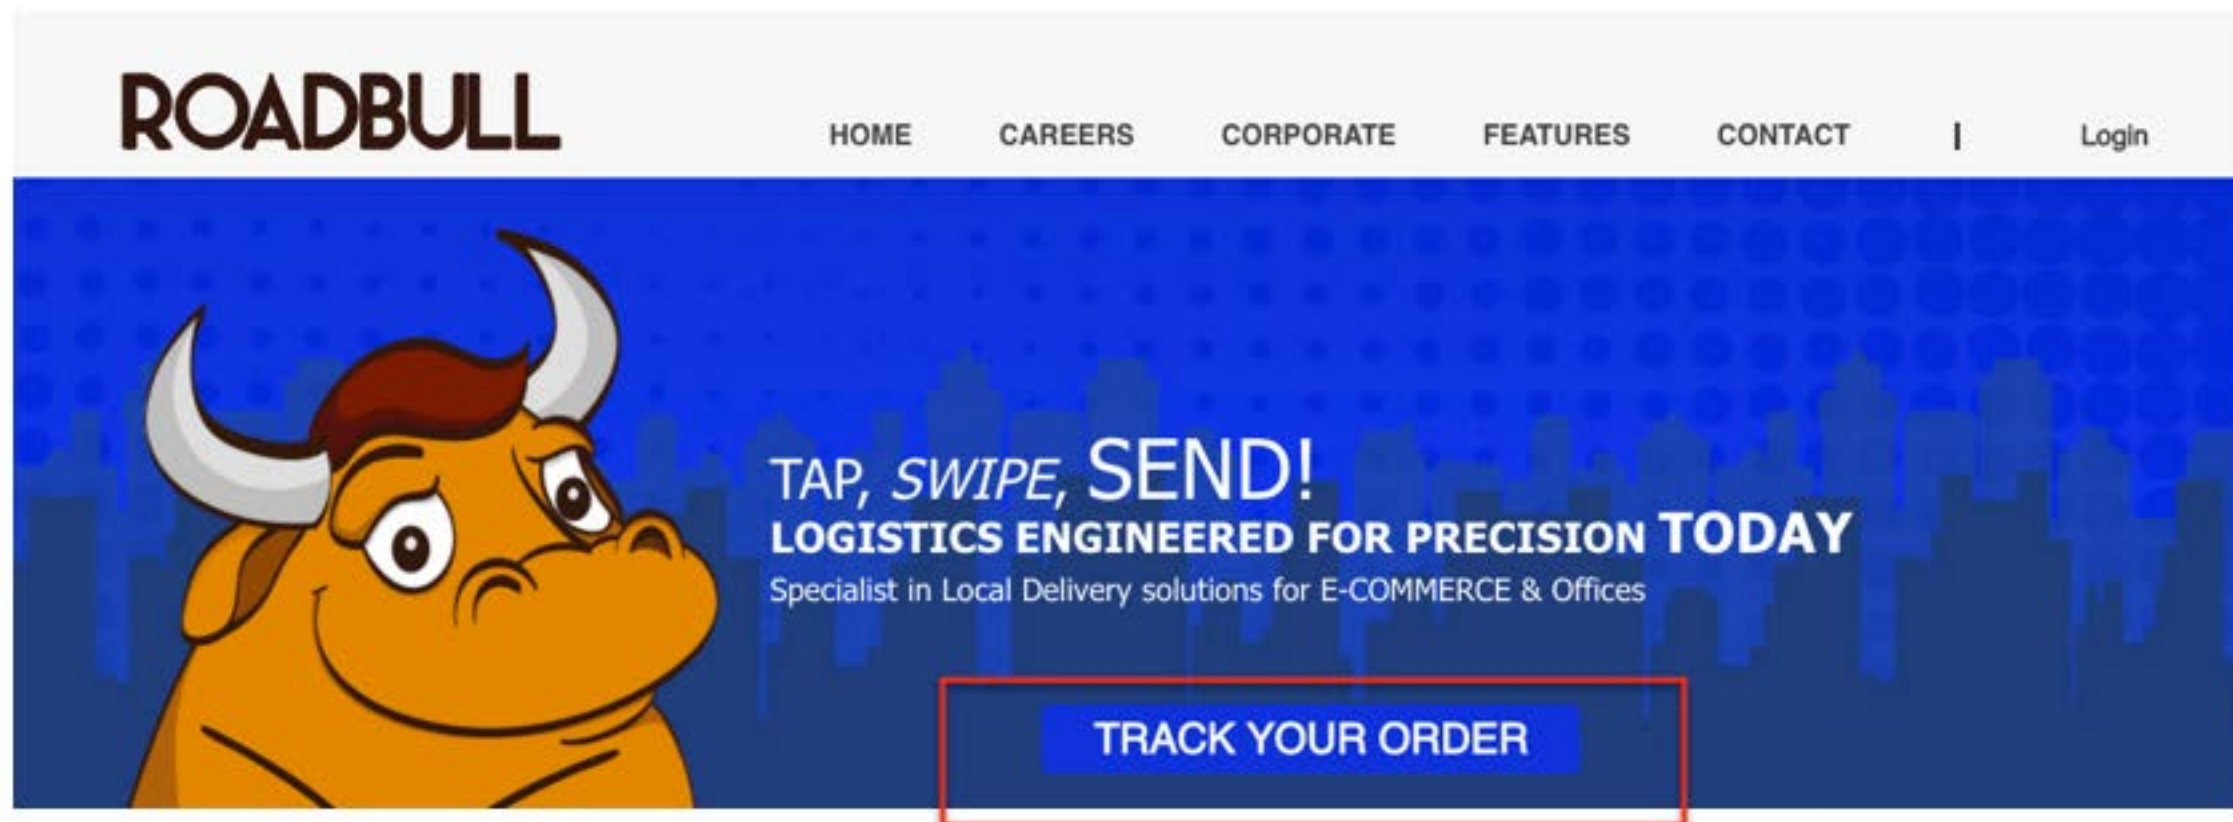 ROADBULL
HOME CAREERS CORPORATE FEATURES CONTACT | Login
TAP, SWIPE, SEND!
LOGISTICS ENGINEERED FOR PRECISION TODAY
Specialist in Local Delivery solutions for E-COMMERCE & Offices
TRACK YOUR ORDER